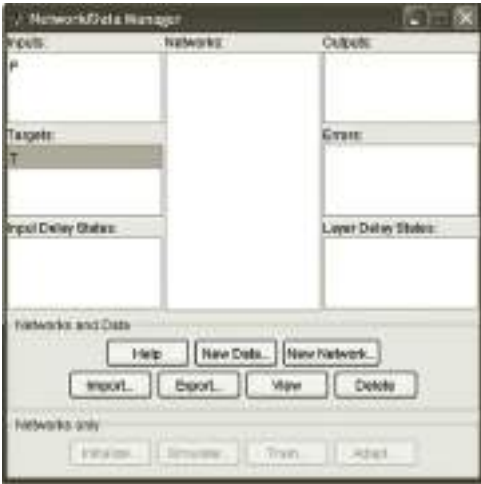 Network/Data Manager
Inputs:
Networks:
Outputs:
P
Targets:
Errors:
T
Input Delay States:
Layer Delay States:
Networks and Data
Help
New Data...
New Network...
Import...
Export...
View
Delete
Networks only
Initialize...
Simulate...
Train...
Adapt...